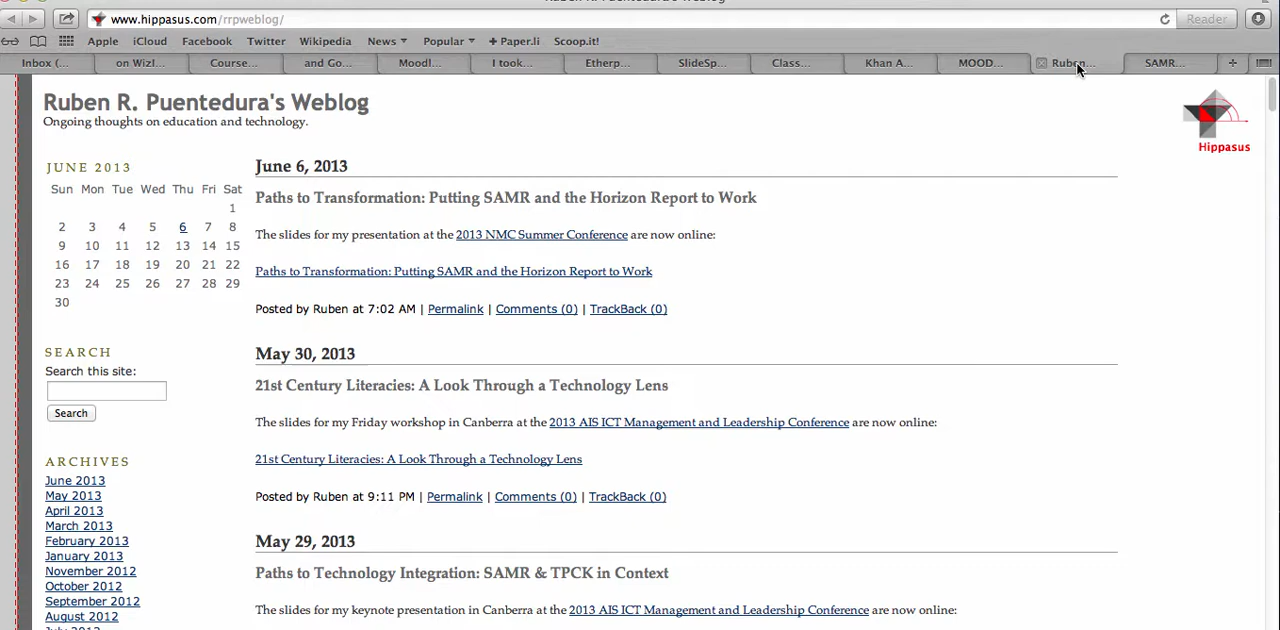 www.hippasus.com/rrpweblog/
Reader
Apple iCloud Facebook Twitter Wikipedia News Popular + Paper.li Scoop.it!
Inbox (... on Wizl... Course... and Go... Moodl... I took... Etherp... SlideSp... Class... Khan A... MOOD... Ruben... SAMR...
Ruben R. Puentedura's Weblog
Ongoing thoughts on education and technology.
Hippasus
JUNE 2013
Sun Mon Tue Wed Thu Fri Sat
1
2 3 4 5 6 7 8
9 10 11 12 13 14 15
16 17 18 19 20 21 22
23 24 25 26 27 28 29
30
SEARCH
Search this site:
Search
ARCHIVES
June 2013
May 2013
April 2013
March 2013
February 2013
January 2013
November 2012
October 2012
September 2012
August 2012
June 6, 2013
Paths to Transformation: Putting SAMR and the Horizon Report to Work
The slides for my presentation at the 2013 NMC Summer Conference are now online:
Paths to Transformation: Putting SAMR and the Horizon Report to Work
Posted by Ruben at 7:02 AM | Permalink | Comments (0) | TrackBack (0)
May 30, 2013
21st Century Literacies: A Look Through a Technology Lens
The slides for my Friday workshop in Canberra at the 2013 AIS ICT Management and Leadership Conference are now online:
21st Century Literacies: A Look Through a Technology Lens
Posted by Ruben at 9:11 PM | Permalink | Comments (0) | TrackBack (0)
May 29, 2013
Paths to Technology Integration: SAMR & TPCK in Context
The slides for my keynote presentation in Canberra at the 2013 AIS ICT Management and Leadership Conference are now online: